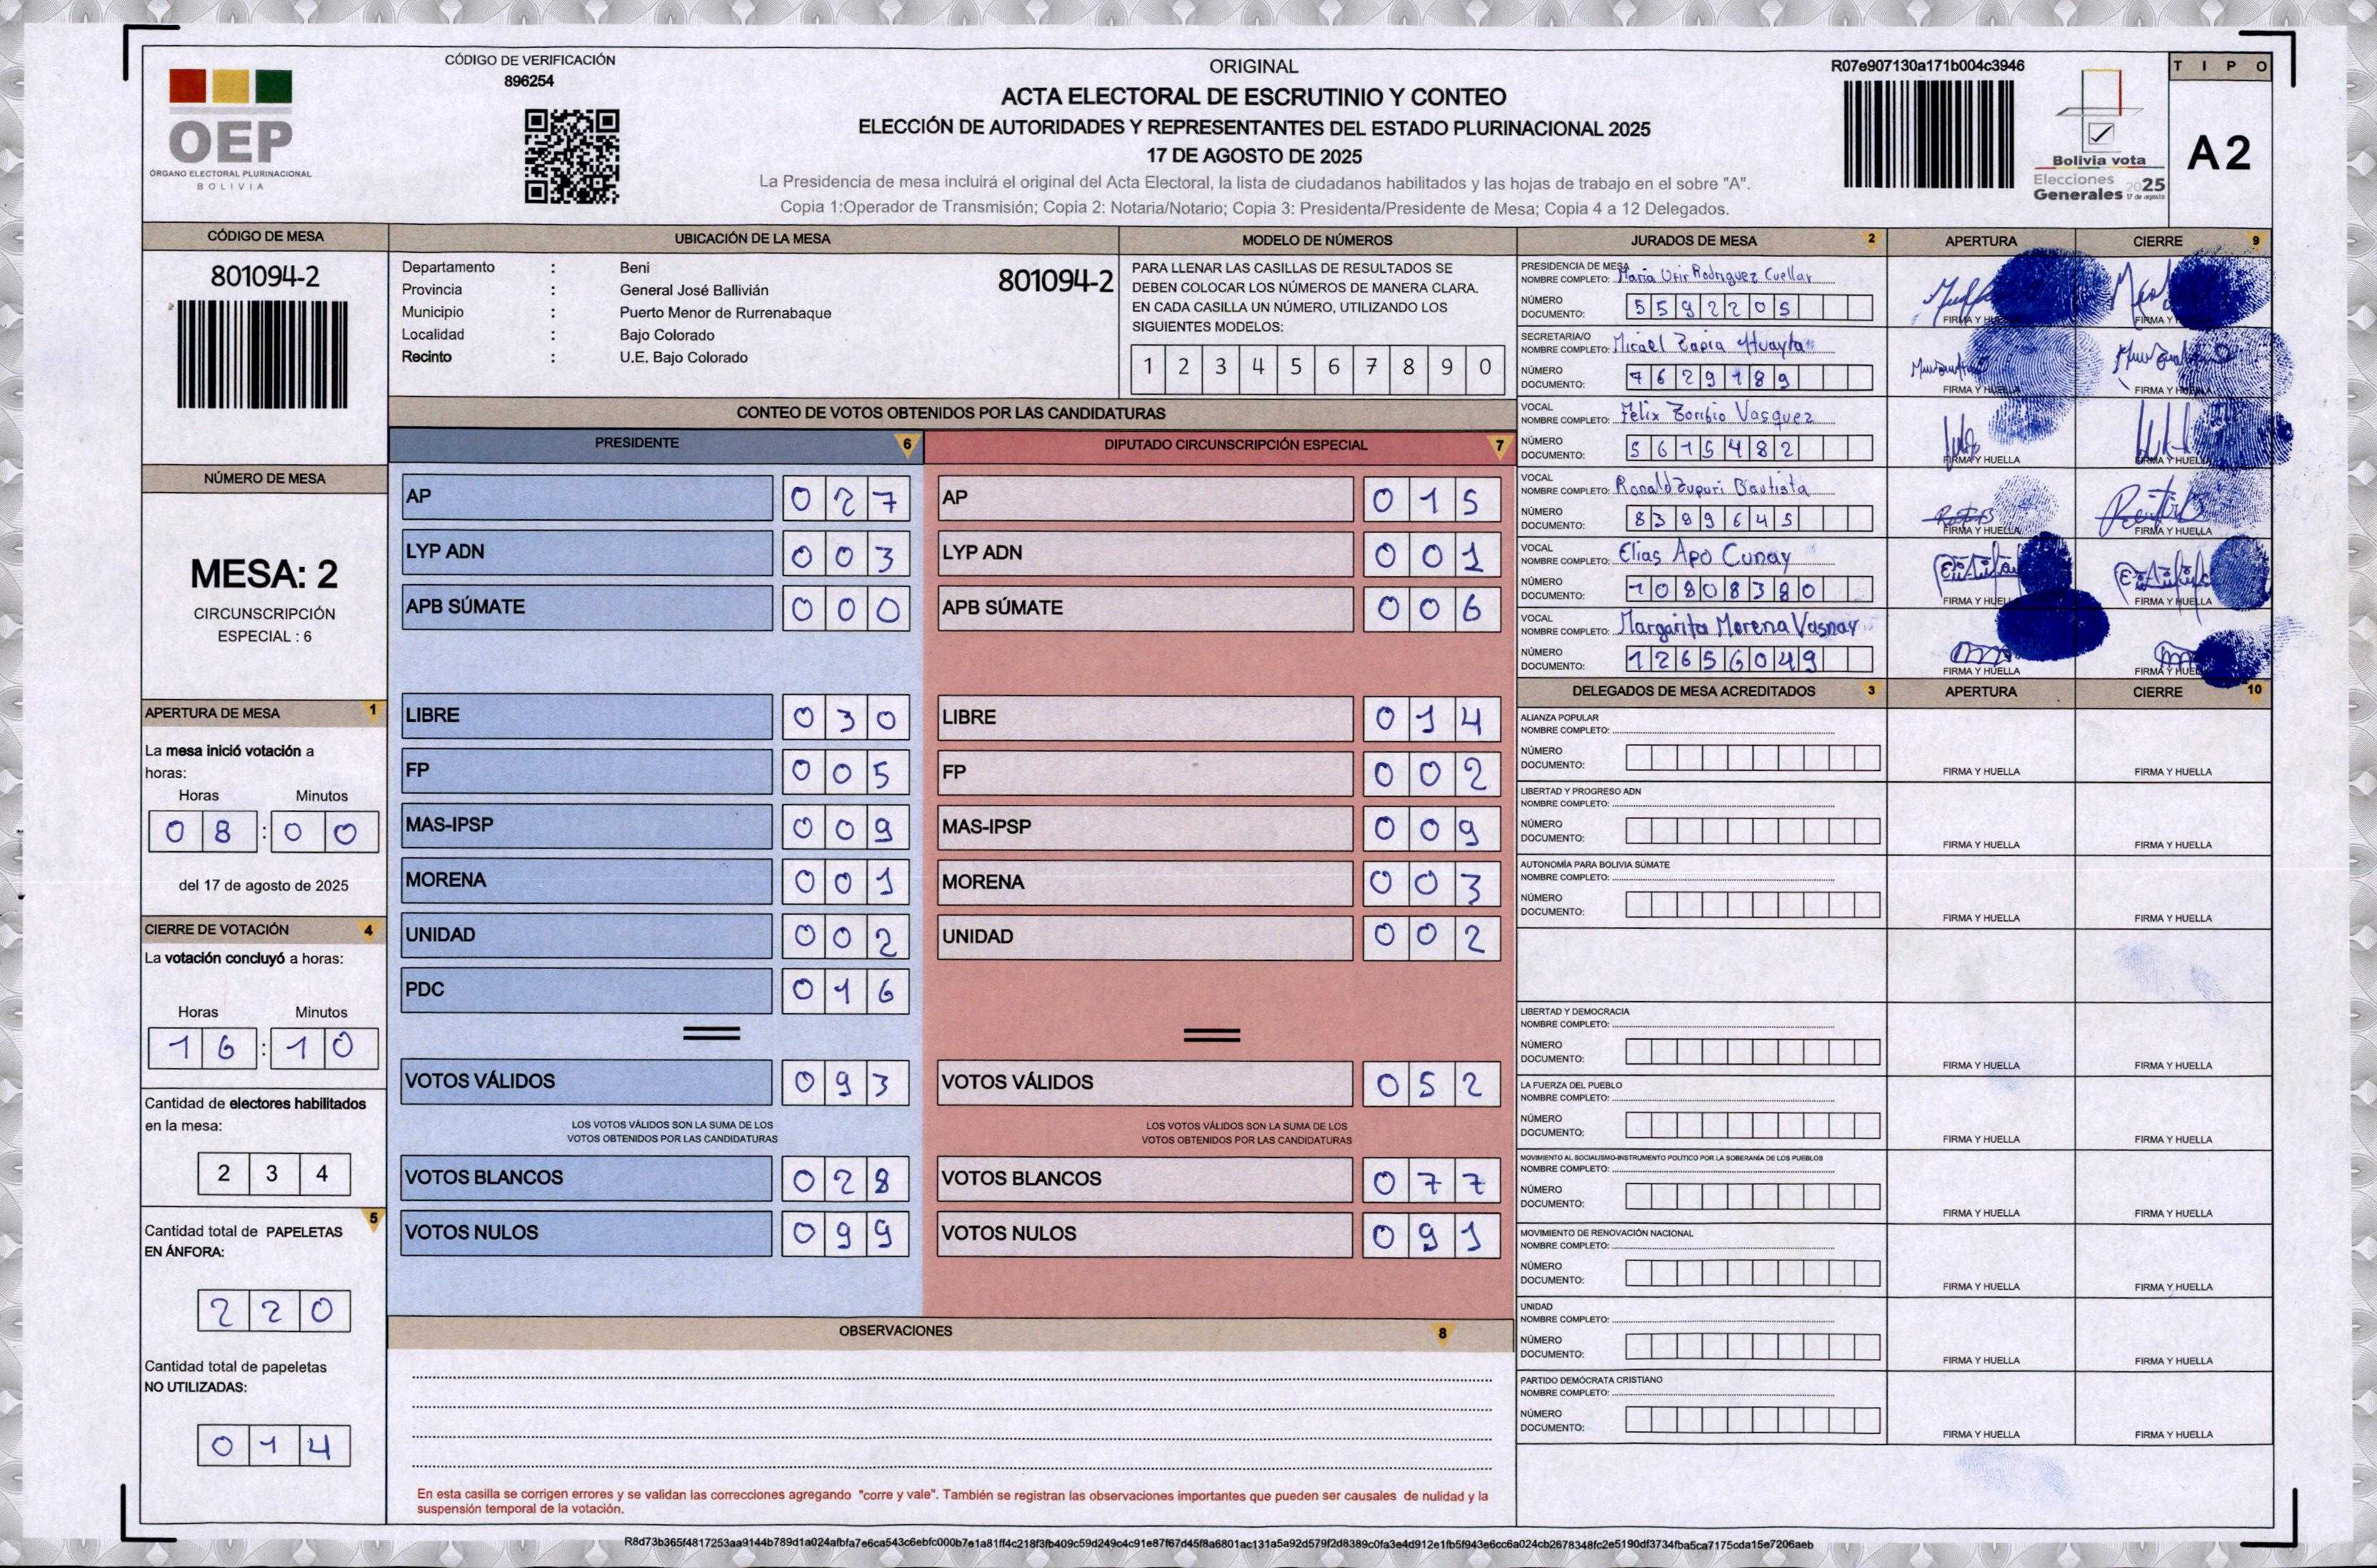 CÓDIGO DE VERIFICACIÓN
896254
OEP
ÓRGANO ELECTORAL PLURINACIONAL
BOLIVIA
ORIGINAL
ACTA ELECTORAL DE ESCRUTINIO Y CONTEO
ELECCIÓN DE AUTORIDADES Y REPRESENTANTES DEL ESTADO PLURINACIONAL 2025
17 DE AGOSTO DE 2025
La Presidencia de mesa incluirá el original del Acta Electoral, la lista de ciudadanos habilitados y las hojas de trabajo en el sobre "A".
Copia 1:Operador de Transmisión; Copia 2: Notaria/Notario; Copia 3: Presidenta/Presidente de Mesa; Copia 4 a 12 Delegados.
R07e907130a171b004c3946
Bolivia vota
Elecciones
Generales 2025
17 de agosto
TIPO
A2
CÓDIGO DE MESA
801094-2
UBICACIÓN DE LA MESA
Departamento : Beni
Provincia : General José Ballivián
Municipio : Puerto Menor de Rurrenabaque
Localidad : Bajo Colorado
Recinto : U.E. Bajo Colorado
801094-2
MODELO DE NÚMEROS
PARA LLENAR LAS CASILLAS DE RESULTADOS SE
DEBEN COLOCAR LOS NÚMEROS DE MANERA CLARA.
EN CADA CASILLA UN NÚMERO, UTILIZANDO LOS
SIGUIENTES MODELOS:
1 2 3 4 5 6 7 8 9 0
NÚMERO DE MESA
MESA: 2
CIRCUNSCRIPCIÓN
ESPECIAL : 6
APERTURA DE MESA 1
La mesa inició votación a
horas:
Horas Minutos
08:00
del 17 de agosto de 2025
CIERRE DE VOTACIÓN 4
La votación concluyó a horas:
Horas Minutos
16:10
Cantidad de electores habilitados
en la mesa:
234
5
Cantidad total de PAPELETAS
EN ÁNFORA:
220
Cantidad total de papeletas
NO UTILIZADAS:
014
CONTEO DE VOTOS OBTENIDOS POR LAS CANDIDATURAS
PRESIDENTE 6
AP 027
LYP ADN 003
APB SÚMATE 000
LIBRE 030
FP 005
MAS-IPSP 009
MORENA 001
UNIDAD 002
PDC 016
VOTOS VÁLIDOS 093
LOS VOTOS VÁLIDOS SON LA SUMA DE LOS
VOTOS OBTENIDOS POR LAS CANDIDATURAS
VOTOS BLANCOS 028
VOTOS NULOS 099
DIPUTADO CIRCUNSCRIPCIÓN ESPECIAL 7
AP 015
LYP ADN 001
APB SÚMATE 006
LIBRE 014
FP 002
MAS-IPSP 009
MORENA 003
UNIDAD 002
VOTOS VÁLIDOS 052
LOS VOTOS VÁLIDOS SON LA SUMA DE LOS
VOTOS OBTENIDOS POR LAS CANDIDATURAS
VOTOS BLANCOS 077
VOTOS NULOS 091
OBSERVACIONES 8
En esta casilla se corrigen errores y se validan las correcciones agregando "corre y vale". También se registran las observaciones importantes que pueden ser causales de nulidad y la
suspensión temporal de la votación.
JURADOS DE MESA 2 APERTURA CIERRE 9
PRESIDENCIA DE MESA
NOMBRE COMPLETO: Maria Rodriguez Cuellar
NÚMERO
DOCUMENTO: 5592205
FIRMA Y FIRMA Y
SECRETARIA/O
NOMBRE COMPLETO: Micael Zapia Huayta
NÚMERO
DOCUMENTO: 7629189
FIRMA Y HUELLA FIRMA Y HUELLA
VOCAL
NOMBRE COMPLETO: Felix Toribio Vasquez
NÚMERO
DOCUMENTO: 5615482
FIRMA Y HUELLA FIRMA Y HUELLA
VOCAL
NOMBRE COMPLETO: Ronald Zupuri Bautista
NÚMERO
DOCUMENTO: 8389645
FIRMA Y HUELLA FIRMA Y HUELLA
VOCAL
NOMBRE COMPLETO: Elias Apo Cunay
NÚMERO
DOCUMENTO: 10808380
FIRMA Y HUELLA FIRMA Y HUELLA
VOCAL
NOMBRE COMPLETO: Margarita Morena Vasnay
NÚMERO
DOCUMENTO: 12656049
FIRMA Y HUELLA FIRMA Y HUELLA
DELEGADOS DE MESA ACREDITADOS 3 APERTURA CIERRE 10
ALIANZA POPULAR
NOMBRE COMPLETO:
NÚMERO
DOCUMENTO:
FIRMA Y HUELLA FIRMA Y HUELLA
LIBERTAD Y PROGRESO ADN
NOMBRE COMPLETO:
NÚMERO
DOCUMENTO:
FIRMA Y HUELLA FIRMA Y HUELLA
AUTONOMÍA PARA BOLIVIA SÚMATE
NOMBRE COMPLETO:
NÚMERO
DOCUMENTO:
FIRMA Y HUELLA FIRMA Y HUELLA
LIBERTAD Y DEMOCRACIA
NOMBRE COMPLETO:
NÚMERO
DOCUMENTO:
FIRMA Y HUELLA FIRMA Y HUELLA
LA FUERZA DEL PUEBLO
NOMBRE COMPLETO:
NÚMERO
DOCUMENTO:
FIRMA Y HUELLA FIRMA Y HUELLA
MOVIMIENTO AL SOCIALISMO-INSTRUMENTO POLÍTICO POR LA SOBERANÍA DE LOS PUEBLOS
NOMBRE COMPLETO:
NÚMERO
DOCUMENTO:
FIRMA Y HUELLA FIRMA Y HUELLA
MOVIMIENTO DE RENOVACIÓN NACIONAL
NOMBRE COMPLETO:
NÚMERO
DOCUMENTO:
FIRMA Y HUELLA FIRMA Y HUELLA
UNIDAD
NOMBRE COMPLETO:
NÚMERO
DOCUMENTO:
FIRMA Y HUELLA FIRMA Y HUELLA
PARTIDO DEMÓCRATA CRISTIANO
NOMBRE COMPLETO:
NÚMERO
DOCUMENTO:
FIRMA Y HUELLA FIRMA Y HUELLA